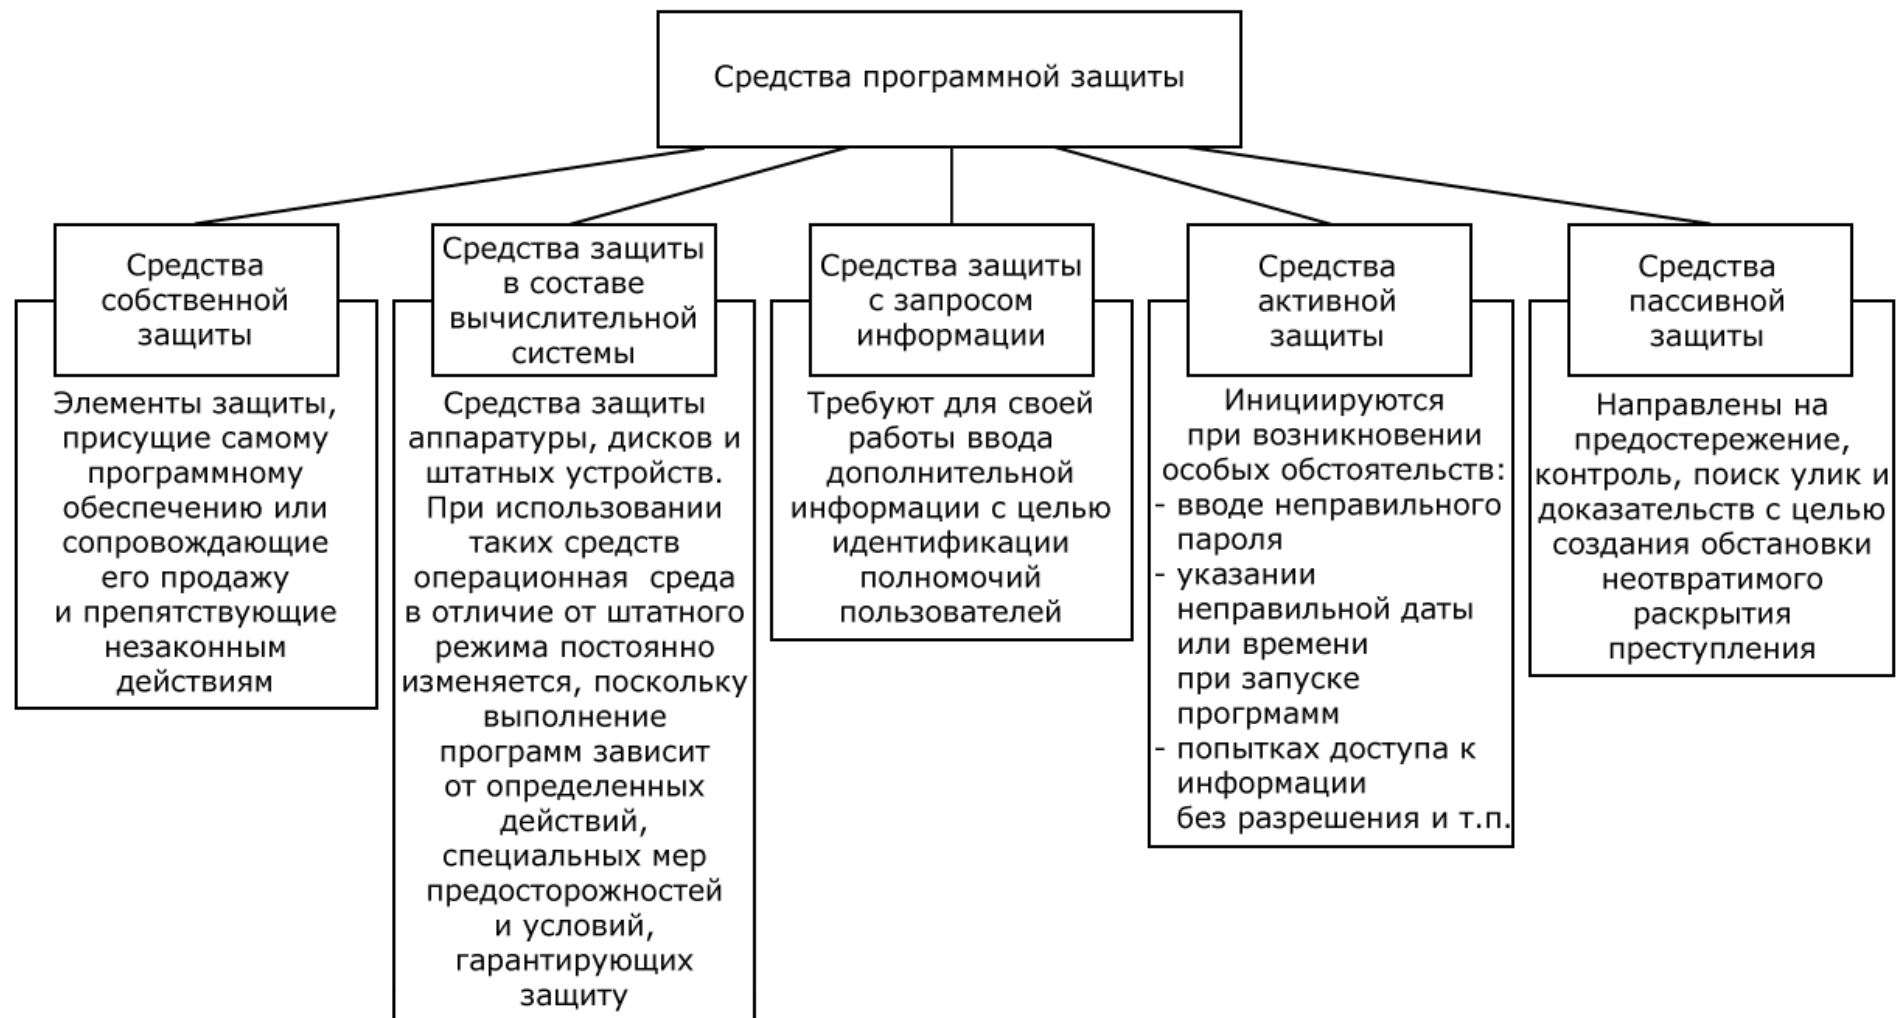 Средства программной защиты
Средства
собственной
защиты
Элементы защиты,
присущие самому
программному
обеспечению или
сопровождающие
его продажу
и препятствующие
незаконным
действиям
Средства защиты
в составе
вычислительной
системы
Средства защиты
аппаратуры, дисков и
штатных устройств.
При использовании
таких средств
операционная среда
в отличие от штатного
режима постоянно
изменяется, поскольку
выполнение
программ зависит
от определенных
действий,
специальных мер
предосторожностей
и условий,
гарантирующих
защиту
Средства защиты
с запросом
информации
Требуют для своей
работы ввода
дополнительной
информации с целью
идентификации
полномочий
пользователей
Средства
активной
защиты
Инициируются
при возникновении
особых обстоятельств:
- вводе неправильного
пароля
- указании
неправильной даты
или времени
при запуске
прогрмамм
- попытках доступа к
информации
без разрешения и т.п.
Средства
пассивной
защиты
Направлены на
предостережение,
контроль, поиск улик и
доказательств с целью
создания обстановки
неотвратимого
раскрытия
преступления